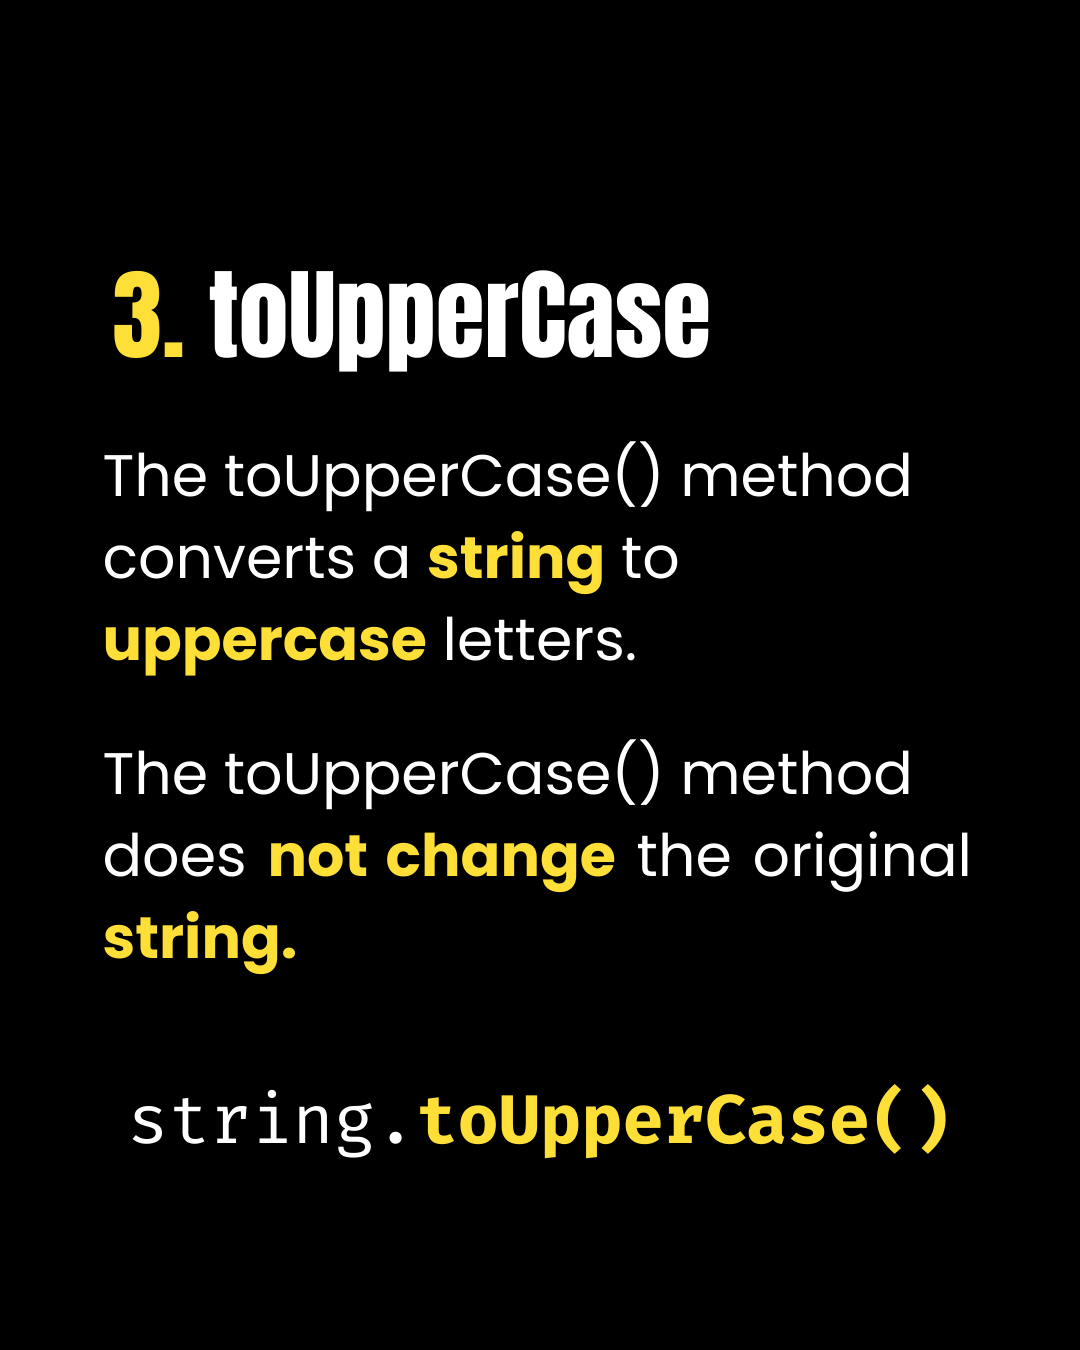 3. toUpperCase
The toUpperCase() method
converts a string to
uppercase letters.
The toUpperCase() method
does not change the original
string.
string.toUpperCase()